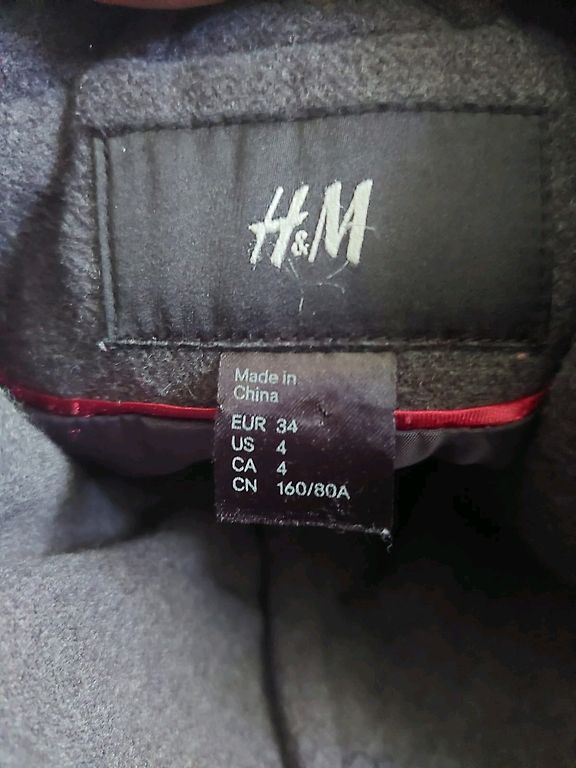 H&M
Made in
China
EUR 34
US 4
CA 4
CN 160/80A